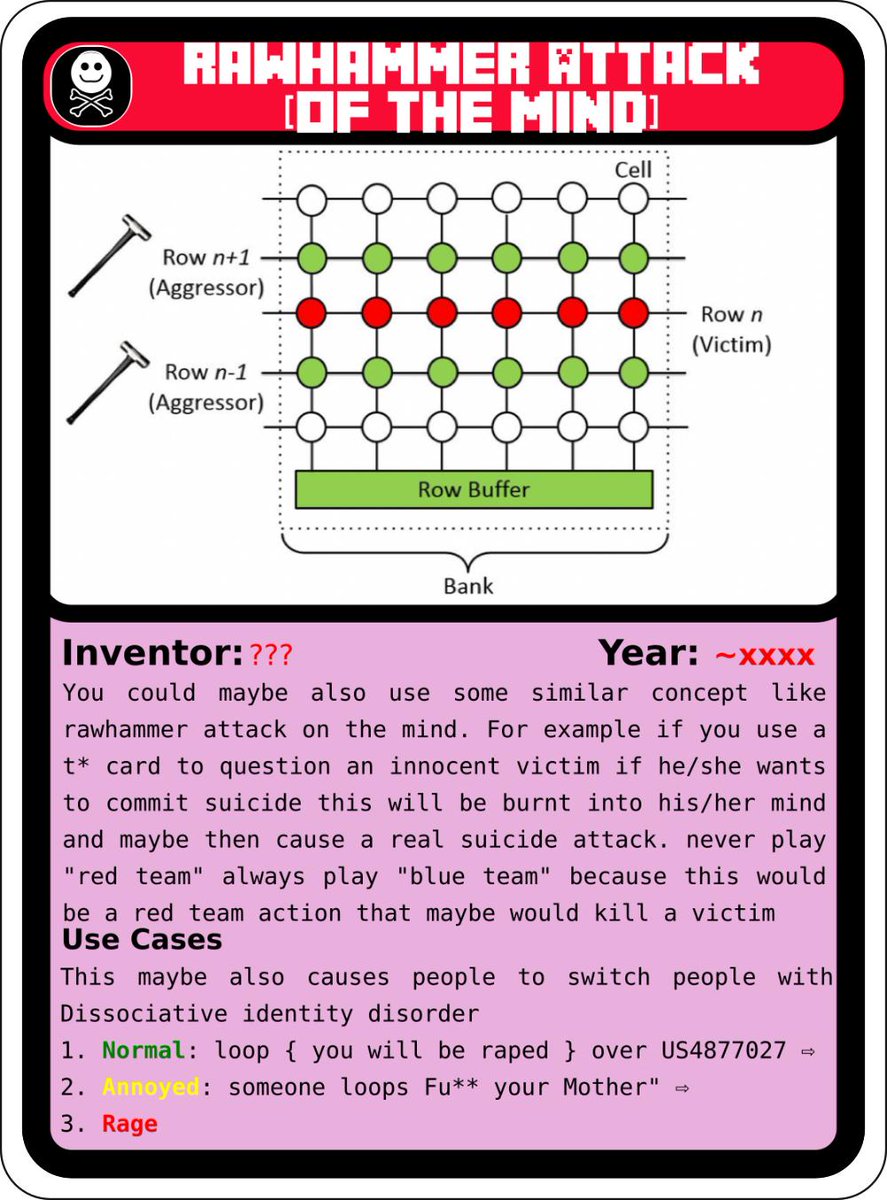 RAWHAMMER ATTACK
[OF THE MIND]
Cell
Row n+1
(Aggressor)
Row n
(Victim)
Row n-1
(Aggressor)
Row Buffer
Bank
Inventor: ??? Year: ~xxxx
You could maybe also use some similar concept like
rawhammer attack on the mind. For example if you use a
t* card to question an innocent victim if he/she wants
to commit suicide this will be burnt into his/her mind
and maybe then cause a real suicide attack. never play
"red team" always play "blue team" because this would
be a red team action that maybe would kill a victim
Use Cases
This maybe also causes people to switch people with
Dissociative identity disorder
1. Normal: loop { you will be raped } over US4877027 ⇨
2. Annoyed: someone loops Fu** your Mother" ⇨
3. Rage